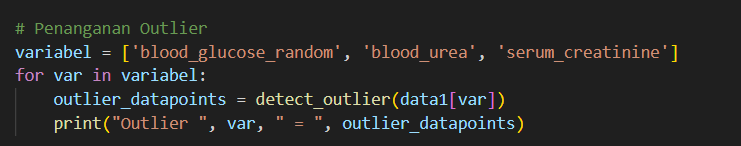 # Penanganan Outlier
variabel = ['blood_glucose_random', 'blood_urea', 'serum_creatinine']
for var in variabel:
    outlier_datapoints = detect_outlier(data1[var])
    print("Outlier ", var, " = ", outlier_datapoints)